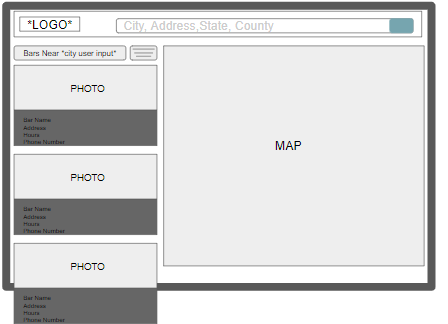 *LOGO*
City, Address,State, County
Bars Near *city user input*
PHOTO
Bar Name
Address
Hours
Phone Number
PHOTO
Bar Name
Address
Hours
Phone Number
PHOTO
Bar Name
Address
Hours
Phone Number
MAP